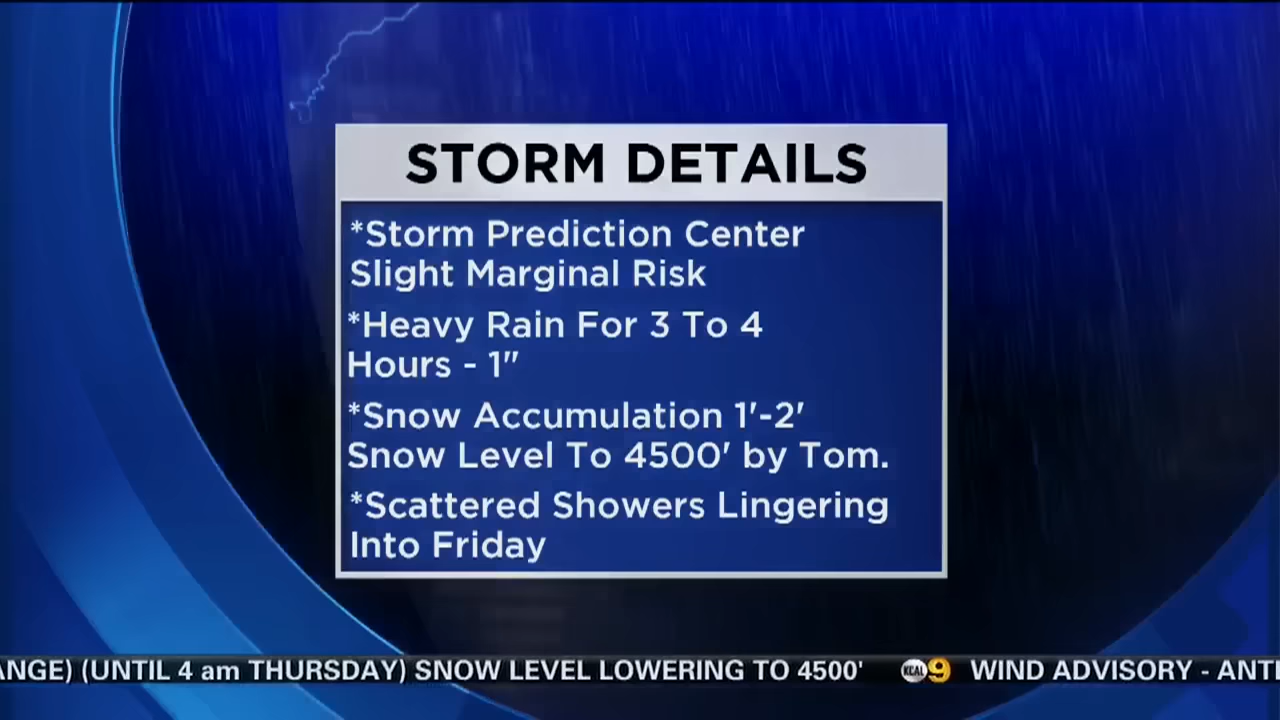 STORM DETAILS
*Storm Prediction Center
Slight Marginal Risk
*Heavy Rain For 3 To 4
Hours - 1"
*Snow Accumulation 1'-2'
Snow Level To 4500' by Tom.
*Scattered Showers Lingering
Into Friday
ANGE) (UNTIL 4 am THURSDAY) SNOW LEVEL LOWERING TO 4500' KCAL 9 WIND ADVISORY - ANT